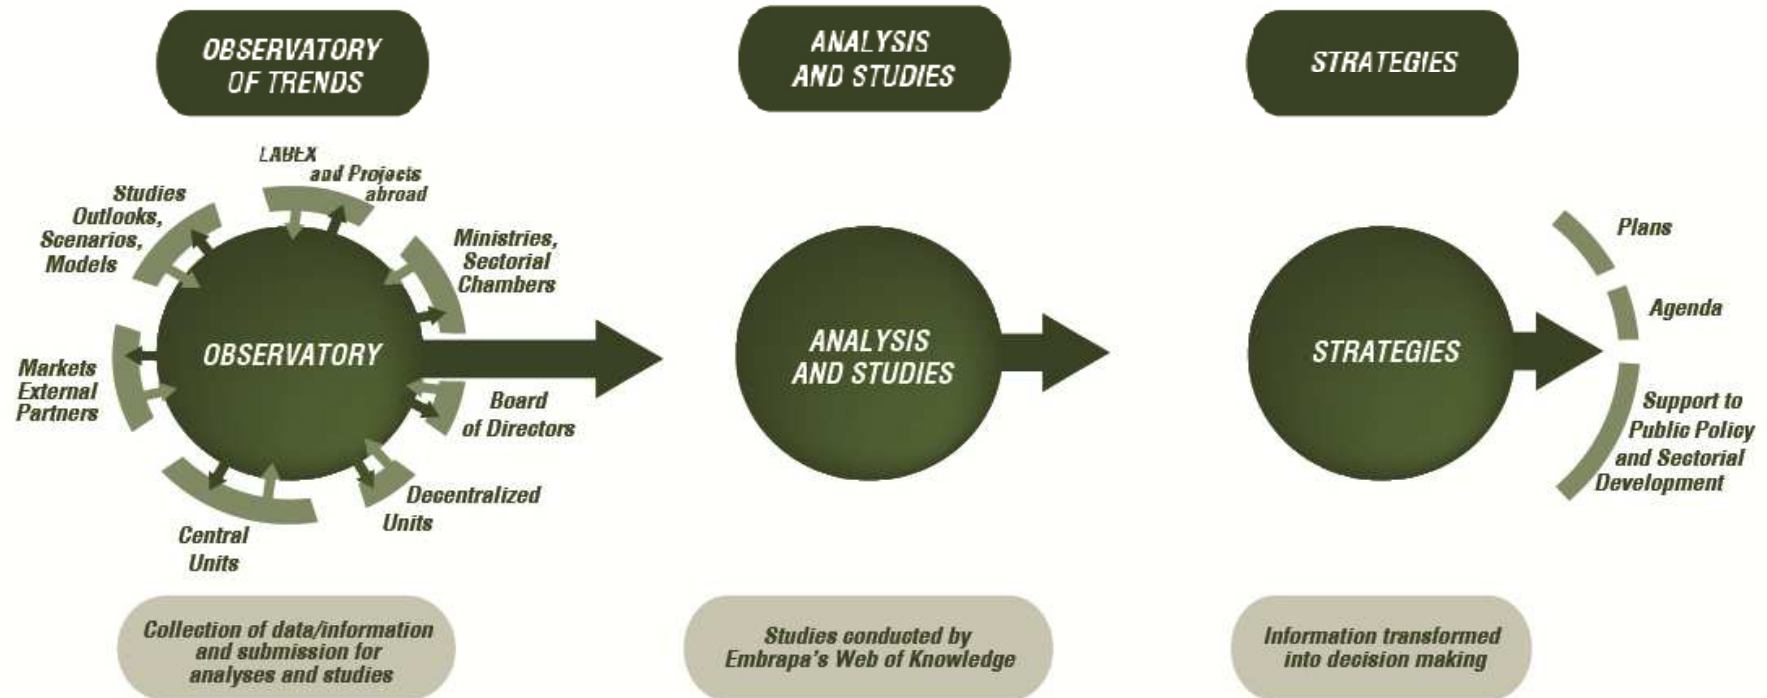 OBSERVATORY
OF TRENDS
ANALYSIS
AND STUDIES
STRATEGIES
LABEX
and Projects
abroad
Studies
Outlooks,
Scenarios,
Models
Ministries,
Sectorial
Chambers
Markets
External
Partners
OBSERVATORY
Board
of Directors
Decentralized
Units
Central
Units
ANALYSIS
AND STUDIES
STRATEGIES
Plans
Agenda
Support to
Public Policy
and Sectorial
Development
Collection of data/information
and submission for
analyses and studies
Studies conducted by
Embrapa's Web of Knowledge
Information transformed
into decision making